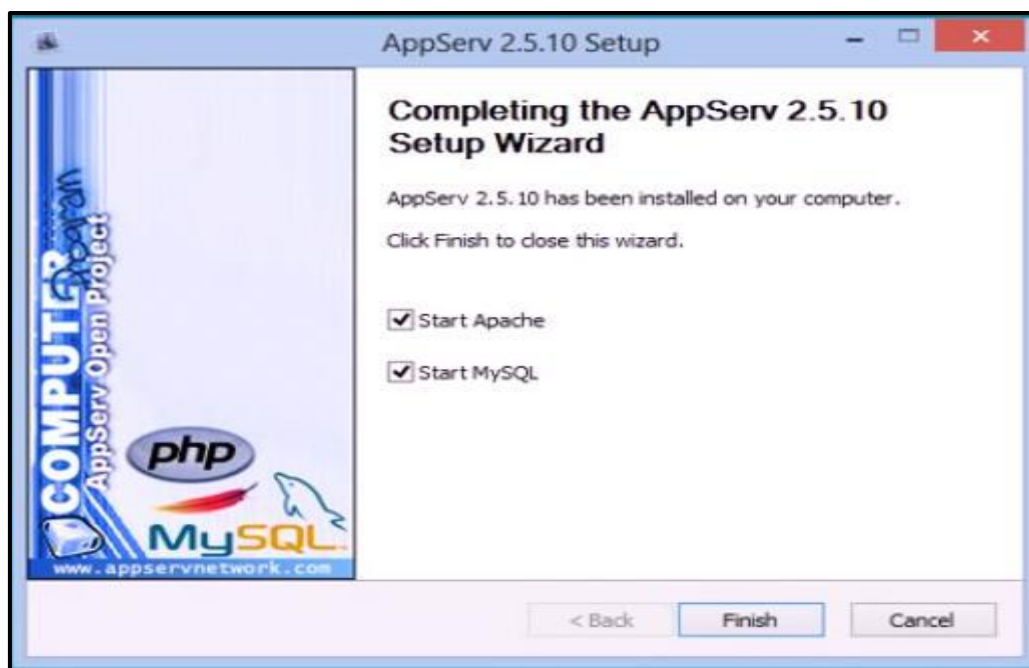 AppServ 2.5.10 Setup
Completing the AppServ 2.5.10
Setup Wizard
AppServ 2.5.10 has been installed on your computer.
Click Finish to close this wizard.
Start Apache
Start MySQL
COMPUTER
Program
AppServ Open Project
php
MySQL
www.appservnetwork.com
< Back
Finish
Cancel